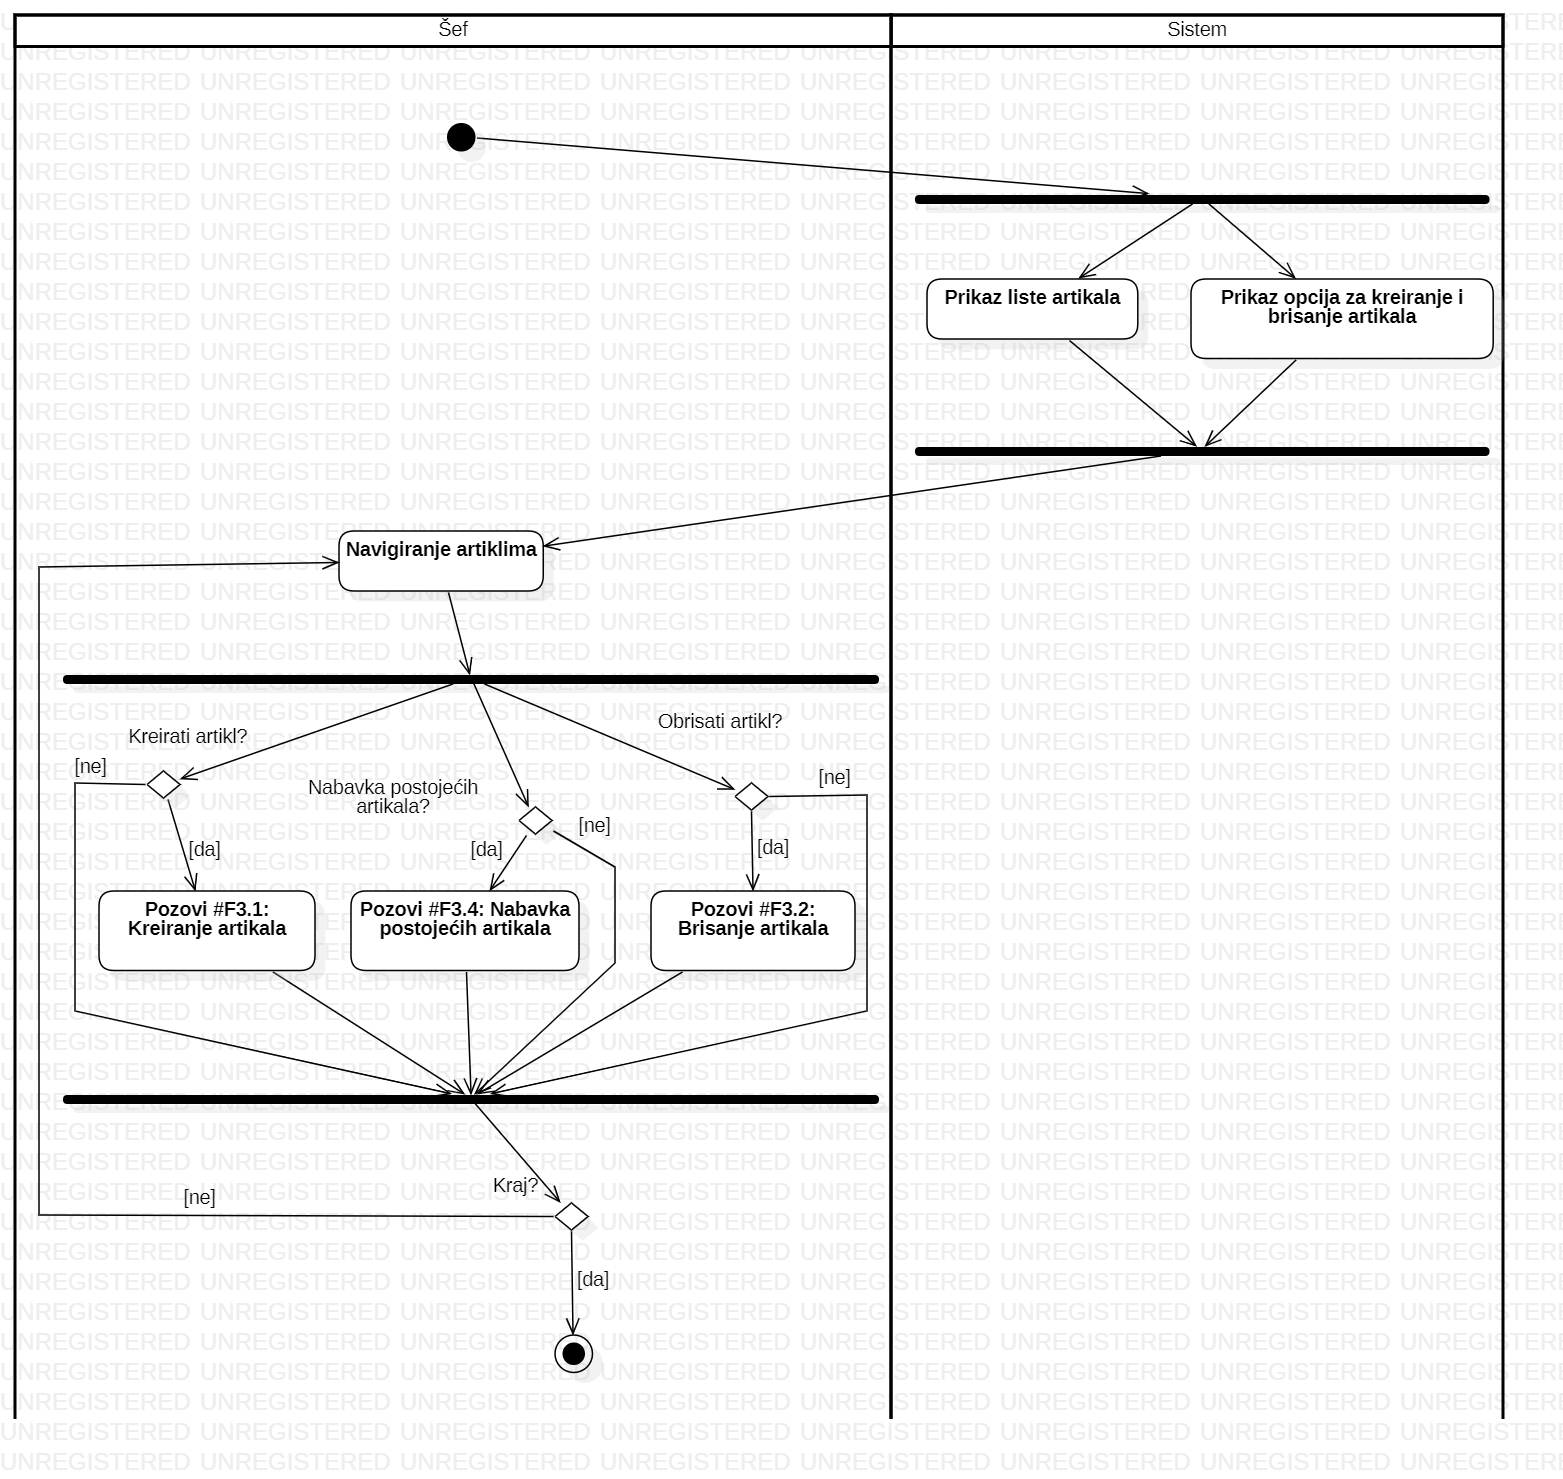 Šef
Sistem
Prikaz liste artikala
Prikaz opcija za kreiranje i
brisanje artikala
Navigiranje artiklima
Kreirati artikl?
Obrisati artikl?
[ne]
Nabavka postojećih
artikala?
[ne]
[ne]
[da]
[da]
[da]
Pozovi #F3.1:
Kreiranje artikala
Pozovi #F3.4: Nabavka
postojećih artikala
Pozovi #F3.2:
Brisanje artikala
Kraj?
[ne]
[da]
UNREGISTERED